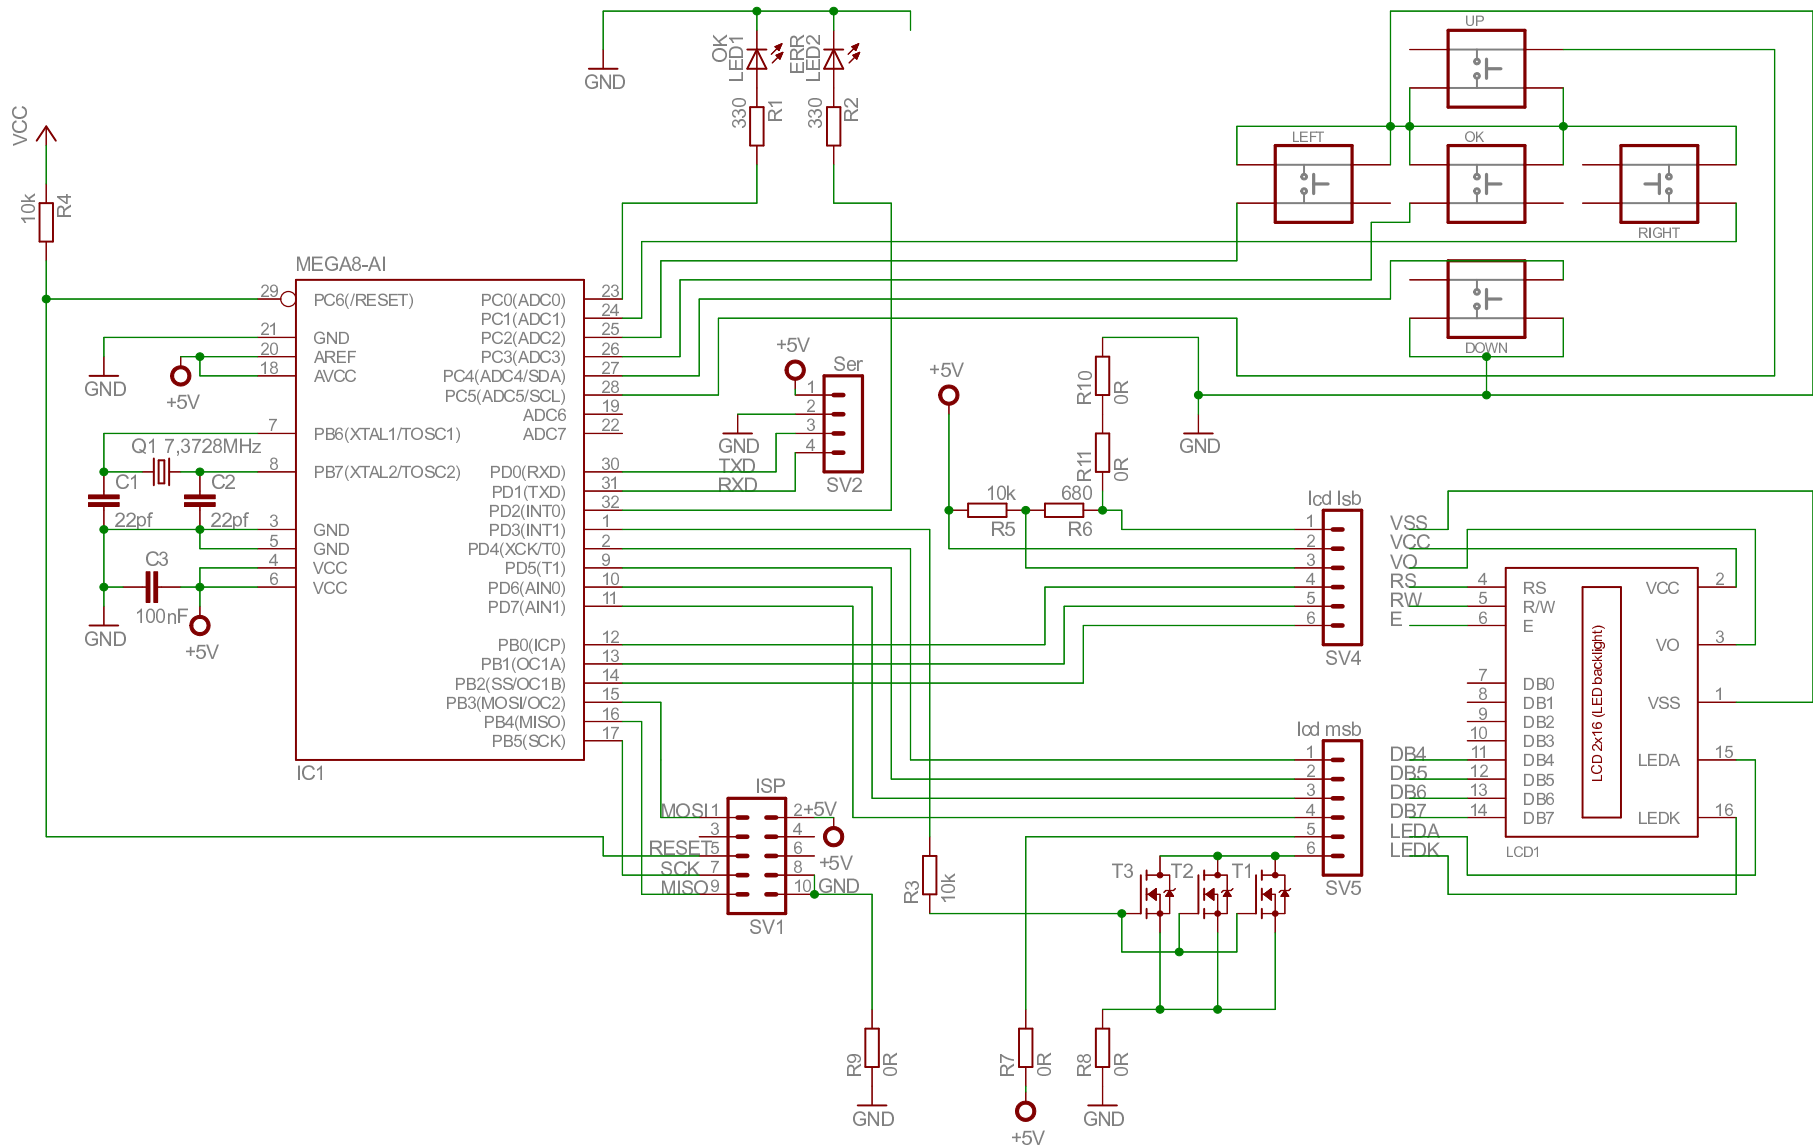 VCC
10k
R4
GND
OK
LED1
ERR
LED2
330
R1
330
R2
UP
LEFT
OK
RIGHT
DOWN
MEGA8-AI
29 PC6(/RESET)
21 GND
20 AREF
18 AVCC
7 PB6(XTAL1/TOSC1)
8 PB7(XTAL2/TOSC2)
3 GND
5 GND
4 VCC
6 VCC
PC0(ADC0) 23
PC1(ADC1) 24
PC2(ADC2) 25
PC3(ADC3) 26
PC4(ADC4/SDA) 27
PC5(ADC5/SCL) 28
ADC6 19
ADC7 22
PD0(RXD) 30
PD1(TXD) 31
PD2(INT0) 32
PD3(INT1) 1
PD4(XCK/T0) 2
PD5(T1) 9
PD6(AIN0) 10
PD7(AIN1) 11
PB0(ICP) 12
PB1(OC1A) 13
PB2(SS/OC1B) 14
PB3(MOSI/OC2) 15
PB4(MISO) 16
PB5(SCK) 17
IC1
GND
+5V
Q1 7,3728MHz
C1
22pf
C2
22pf
C3
100nF
GND
+5V
+5V
Ser
1
2
3
4
GND
TXD
RXD
SV2
+5V
R10
0R
R11
0R
GND
10k
R5
680
R6
lcd lsb
1
2
3
4
5
6
SV4
VSS
VCC
VO
RS
RW
E
4 RS
5 R/W
6 E
7 DB0
8 DB1
9 DB2
10 DB3
11 DB4
12 DB5
13 DB6
14 DB7
VCC 2
VO 3
VSS 1
LEDA 15
LEDK 16
LCD 2x16 (LED backlight)
LCD1
lcd msb
1
2
3
4
5
6
SV5
DB4
DB5
DB6
DB7
LEDA
LEDK
ISP
MOSI 1 2 +5V
3 4
RESET 5 6
SCK 7 8
MISO 9 10 GND
+5V
SV1
R3
10k
T3
T2
T1
R9
0R
GND
R7
0R
+5V
R8
0R
GND